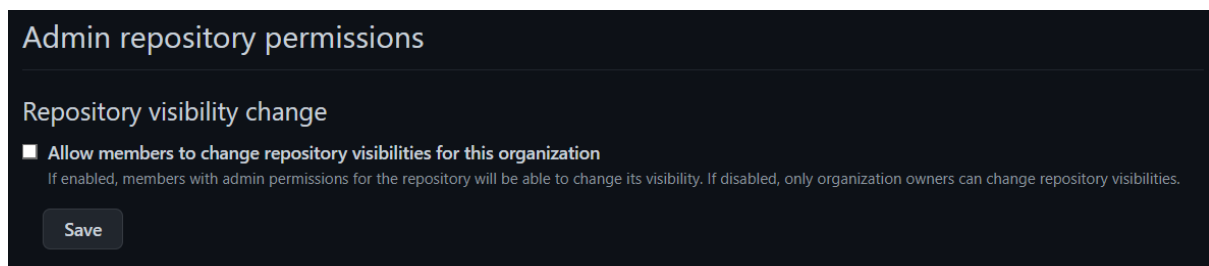 Admin repository permissions
Repository visibility change
Allow members to change repository visibilities for this organization
If enabled, members with admin permissions for the repository will be able to change its visibility. If disabled, only organization owners can change repository visibilities.
Save